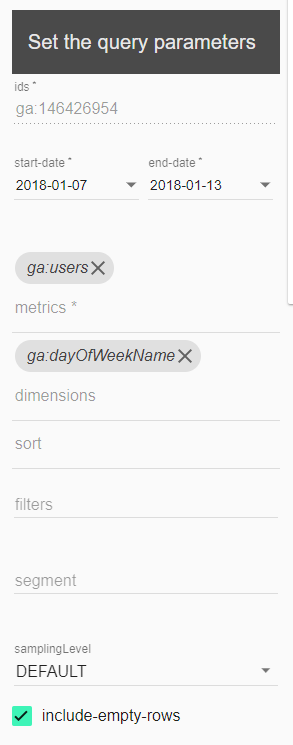 Set the query parameters
ids *
ga:146426954
start-date * end-date *
2018-01-07 2018-01-13
ga:users
metrics *
ga:dayOfWeekName
dimensions
sort
filters
segment
samplingLevel
DEFAULT
include-empty-rows